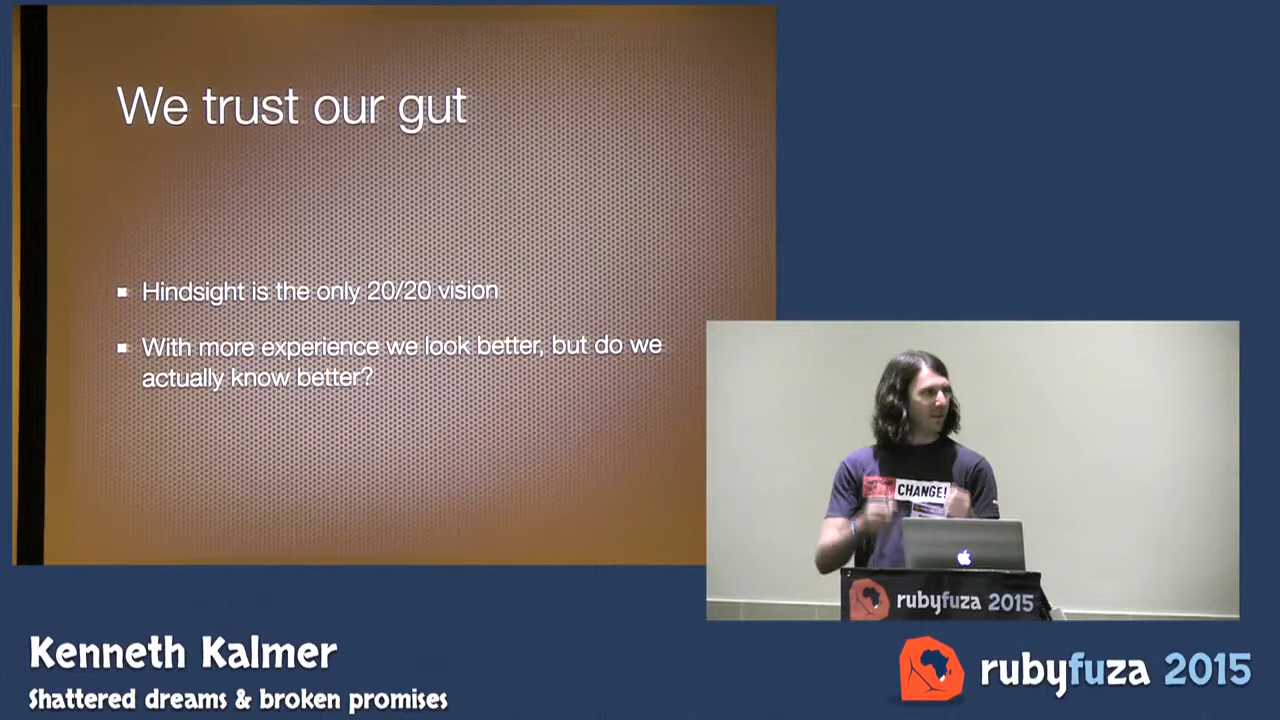 We trust our gut
Hindsight is the only 20/20 vision
With more experience we look better, but do we
actually know better?
CHANGE!
rubyfuza 2015
Kenneth Kalmer
Shattered dreams & broken promises
rubyfuza 2015